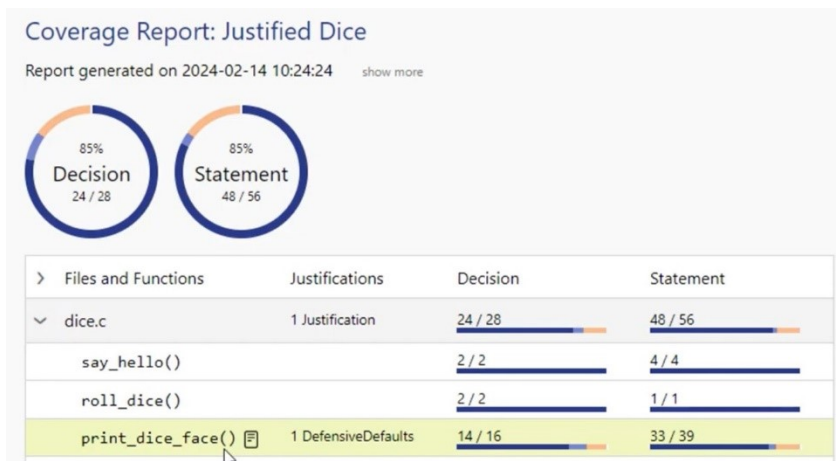 Coverage Report: Justified Dice
Report generated on 2024-02-14 10:24:24 show more
85%
Decision
24 / 28
85%
Statement
48 / 56
Files and Functions Justifications Decision Statement
dice.c 1 Justification 24 / 28 48 / 56
say_hello() 2 / 2 4 / 4
roll_dice() 2 / 2 1 / 1
print_dice_face() 1 DefensiveDefaults 14 / 16 33 / 39